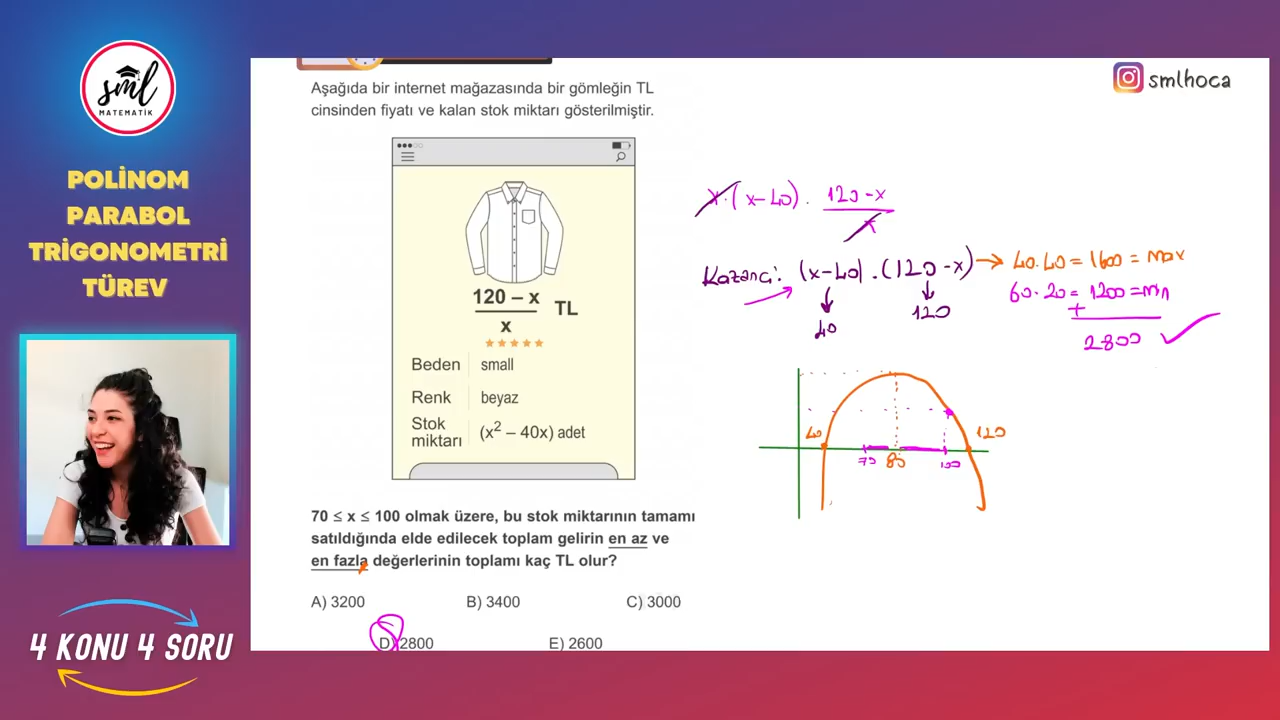 sml
MATEMATİK
POLİNOM
PARABOL
TRİGONOMETRİ
TÜREV
4 KONU 4 SORU
smlhoca
Aşağıda bir internet mağazasında bir gömleğin TL
cinsinden fiyatı ve kalan stok miktarı gösterilmiştir.
120 – x
x
TL
Beden small
Renk beyaz
Stok
miktarı (x² – 40x) adet
70 ≤ x ≤ 100 olmak üzere, bu stok miktarının tamamı
satıldığında elde edilecek toplam gelirin en az ve
en fazla değerlerinin toplamı kaç TL olur?
A) 3200 B) 3400 C) 3000
D) 2800 E) 2600
x.(x-40). 120-x
x
Kazancı: (x-40).(120-x) → 40.40 = 1600 = max
60.20 = 1200 = min
40 120
+
2800
40 120
70 80 100